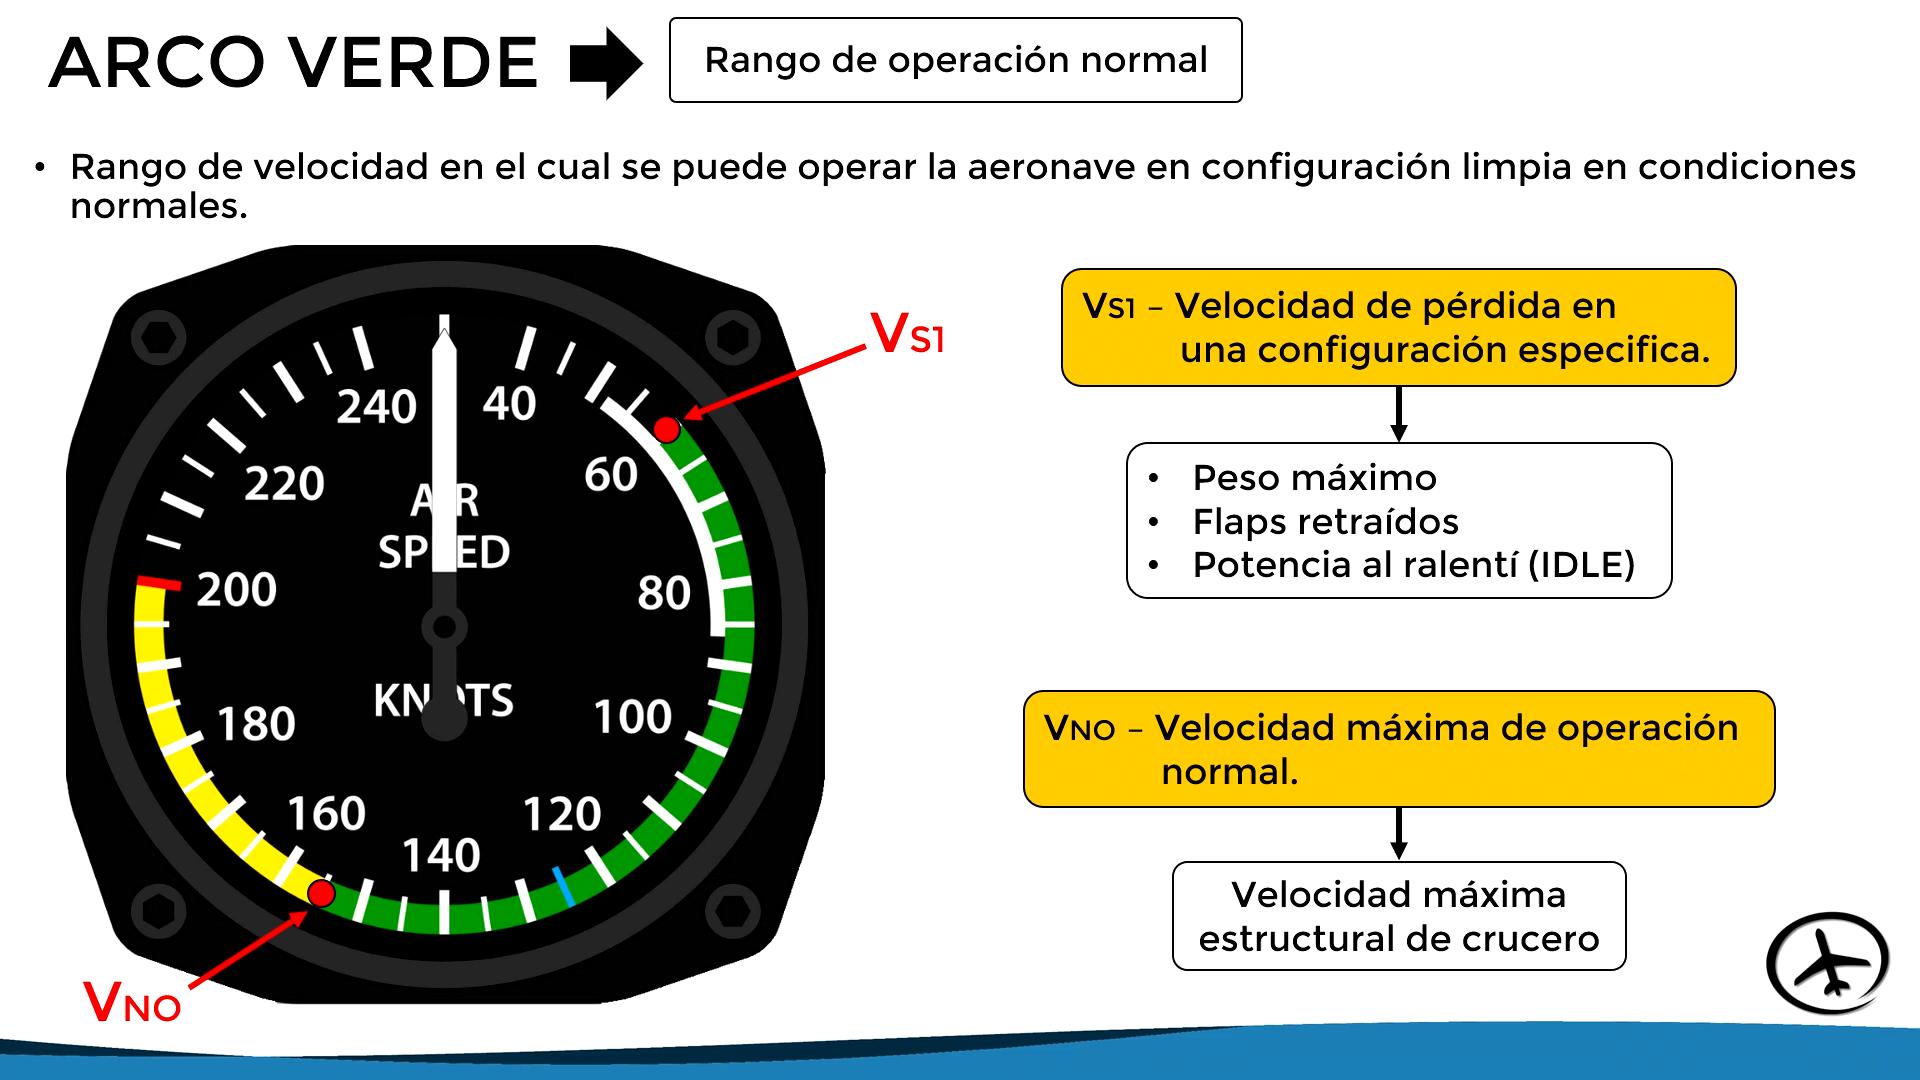 ARCO VERDE
Rango de operación normal
• Rango de velocidad en el cual se puede operar la aeronave en configuración limpia en condiciones
normales.
VS1
VS1 – Velocidad de pérdida en
una configuración especifica.
• Peso máximo
• Flaps retraídos
• Potencia al ralentí (IDLE)
240
40
220
60
AIR
SPEED
200
80
KNOTS
180
100
160
120
140
VNO
VNO – Velocidad máxima de operación
normal.
Velocidad máxima
estructural de crucero